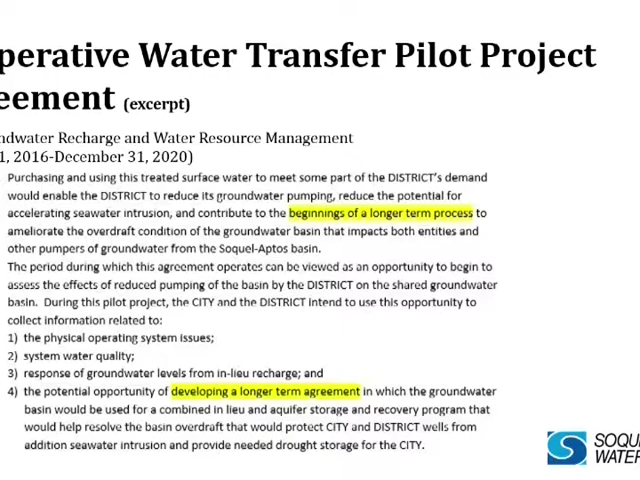 perative Water Transfer Pilot Project
eement (excerpt)
ndwater Recharge and Water Resource Management
1, 2016-December 31, 2020)
Purchasing and using this treated surface water to meet some part of the DISTRICT's demand
would enable the DISTRICT to reduce its groundwater pumping, reduce the potential for
accelerating seawater intrusion, and contribute to the beginnings of a longer term process to
ameliorate the overdraft condition of the groundwater basin that impacts both entities and
other pumpers of groundwater from the Soquel-Aptos basin.
The period during which this agreement operates can be viewed as an opportunity to begin to
assess the effects of reduced pumping of the basin by the DISTRICT on the shared groundwater
basin. During this pilot project, the CITY and the DISTRICT intend to use this opportunity to
collect information related to:
1) the physical operating system issues;
2) system water quality;
3) response of groundwater levels from in-lieu recharge; and
4) the potential opportunity of developing a longer term agreement in which the groundwater
basin would be used for a combined in lieu and aquifer storage and recovery program that
would help resolve the basin overdraft that would protect CITY and DISTRICT wells from
addition seawater intrusion and provide needed drought storage for the CITY.
SOQUE
WATER